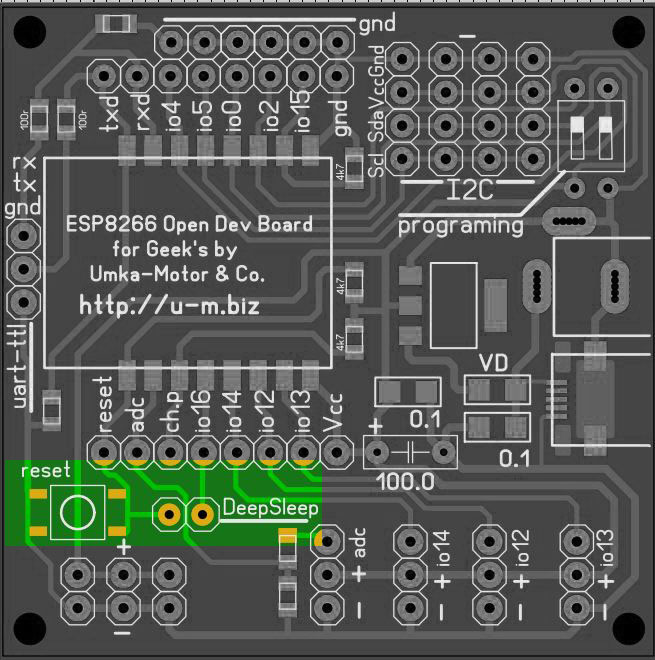 gnd
txd
rxd
io4
io5
io0
io2
io15
gnd
Scl Sda Vcc Gnd
100r
100r
4k7
rx
tx
gnd
I2C
programing
ESP8266 Open Dev Board
for Geek's by
Umka-Motor & Co.
http://u-m.biz
4k7
4k7
uart-ttl
VD
reset
adc
ch.p
io16
io14
io12
io13
Vcc
+
0.1
0.1
100.0
reset
DeepSleep
+
-
adc
+
-
io14
+
-
io12
+
-
io13
+
-